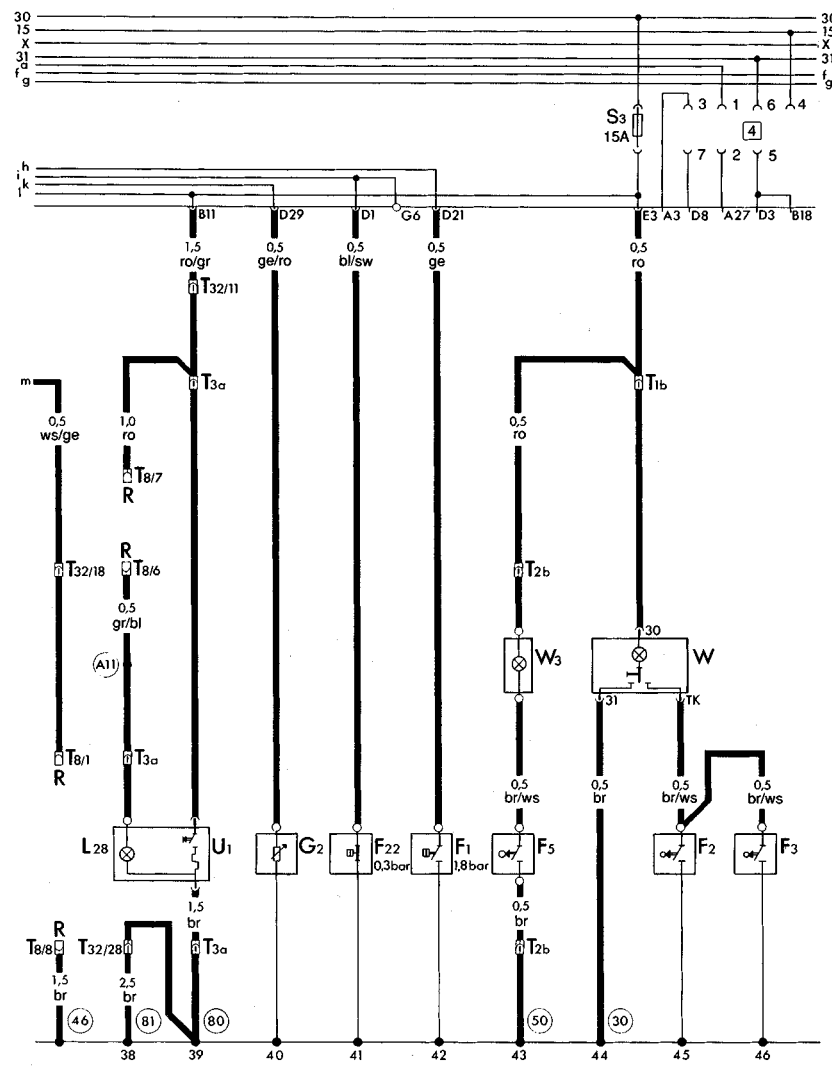 30 30
15 15
X X
31 31
a
f f
g g
3 1 6 4
S3
15A
4
7 2 5
h
i
k
l
B11 D29 D1 G6 D21 E3 A3 D8 A27 D3 B18
1,5 0,5 0,5 0,5 0,5
ro/gr ge/ro bl/sw ge ro
T32/11
m T3a T1b
0,5 1,0 0,5
ws/ge ro ro
T8/7
R
R
T32/18 T8/6 T2b
0,5
gr/bl
30
A11 W3 W
31 TK
T8/1 T3a
R
0,5 0,5 0,5 0,5
br/ws br br/ws br/ws
L28 U1 G2 F22 F1 F5 F2 F3
0,3bar 1,8bar
1,5 0,5
br br
R
T8/8 T32/28 T3a T2b
1,5 2,5
br br
46 81 80 50 30
38 39 40 41 42 43 44 45 46